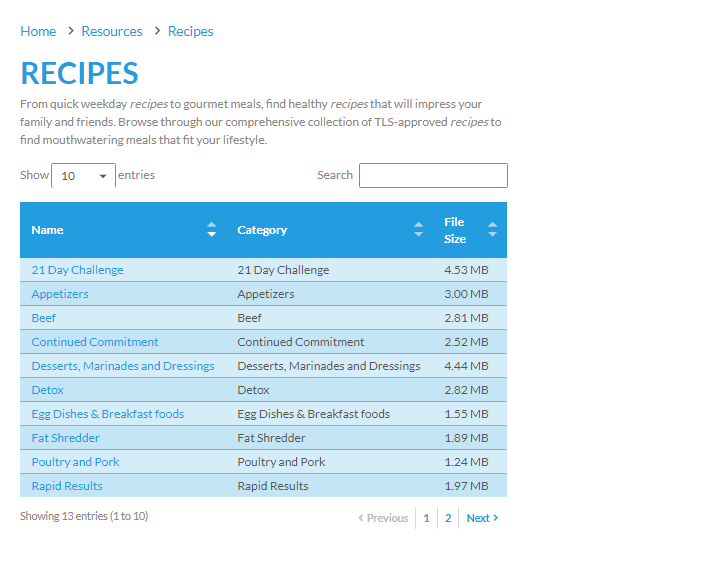 Home > Resources > Recipes
RECIPES
From quick weekday recipes to gourmet meals, find healthy recipes that will impress your
family and friends. Browse through our comprehensive collection of TLS-approved recipes to
find mouthwatering meals that fit your lifestyle.
Show 10 entries Search
Name Category File Size
21 Day Challenge 21 Day Challenge 4.53 MB
Appetizers Appetizers 3.00 MB
Beef Beef 2.81 MB
Continued Commitment Continued Commitment 2.52 MB
Desserts, Marinades and Dressings Desserts, Marinades and Dressings 4.44 MB
Detox Detox 2.82 MB
Egg Dishes & Breakfast foods Egg Dishes & Breakfast foods 1.55 MB
Fat Shredder Fat Shredder 1.89 MB
Poultry and Pork Poultry and Pork 1.24 MB
Rapid Results Rapid Results 1.97 MB
Showing 13 entries (1 to 10) < Previous 1 2 Next >